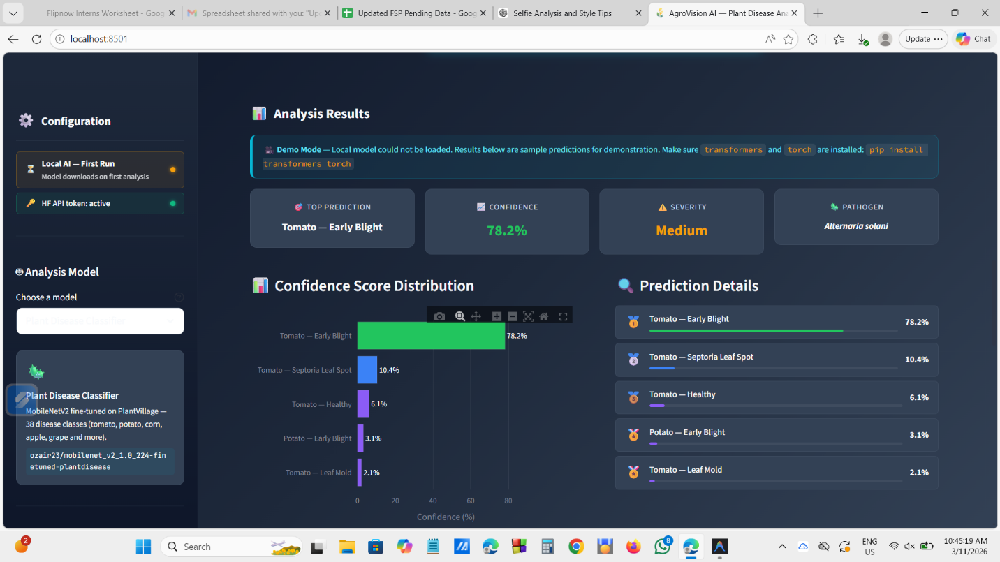 Flipnow Interns Worksheet - Goog
Spreadsheet shared with you: "Up
Updated FSP Pending Data - Goog
Selfie Analysis and Style Tips
AgroVision AI — Plant Disease Ana
localhost:8501
Update
Chat
Configuration
Local AI — First Run
Model downloads on first analysis
HF API token: active
Analysis Model
Choose a model
Plant Disease Classifier
Plant Disease Classifier
MobileNetV2 fine-tuned on PlantVillage —
38 disease classes (tomato, potato, corn,
apple, grape and more).
ozair23/mobilenet_v2_1.0_224-fin
etuned-plantdisease
Analysis Results
Demo Mode — Local model could not be loaded. Results below are sample predictions for demonstration. Make sure transformers and torch are installed: pip install
transformers torch
TOP PREDICTION
Tomato — Early Blight
CONFIDENCE
78.2%
SEVERITY
Medium
PATHOGEN
Alternaria solani
Confidence Score Distribution
Tomato — Early Blight 78.2%
Tomato — Septoria Leaf Spot 10.4%
Tomato — Healthy 6.1%
Potato — Early Blight 3.1%
Tomato — Leaf Mold 2.1%
0 20 40 60 80
Confidence (%)
Prediction Details
1 Tomato — Early Blight 78.2%
2 Tomato — Septoria Leaf Spot 10.4%
3 Tomato — Healthy 6.1%
Potato — Early Blight 3.1%
Tomato — Leaf Mold 2.1%
2
Search
8
ENG
US
10:45:19 AM
3/11/2026